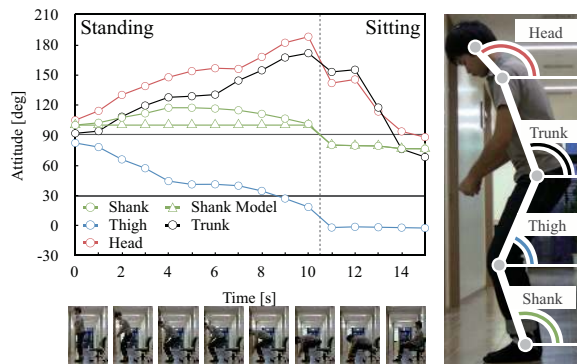 Standing
Sitting
Attitude [deg]
210
180
150
120
90
60
30
0
-30
Shank
Shank Model
Thigh
Trunk
Head
0 2 4 6 8 10 12 14
Time [s]
Head
Trunk
Thigh
Shank